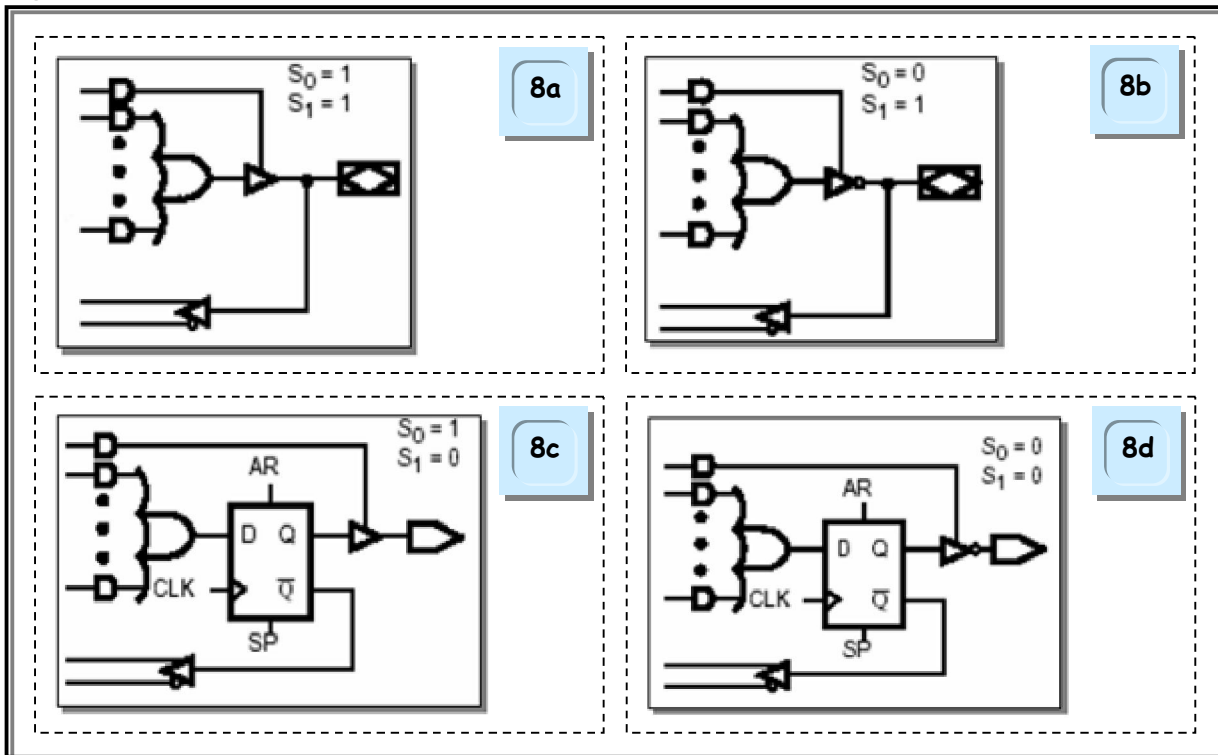 S0 = 1
S1 = 1
8a
S0 = 0
S1 = 1
8b
S0 = 1
S1 = 0
8c
AR
D Q
CLK Q̅
SP
S0 = 0
S1 = 0
8d
AR
D Q
CLK Q̅
SP